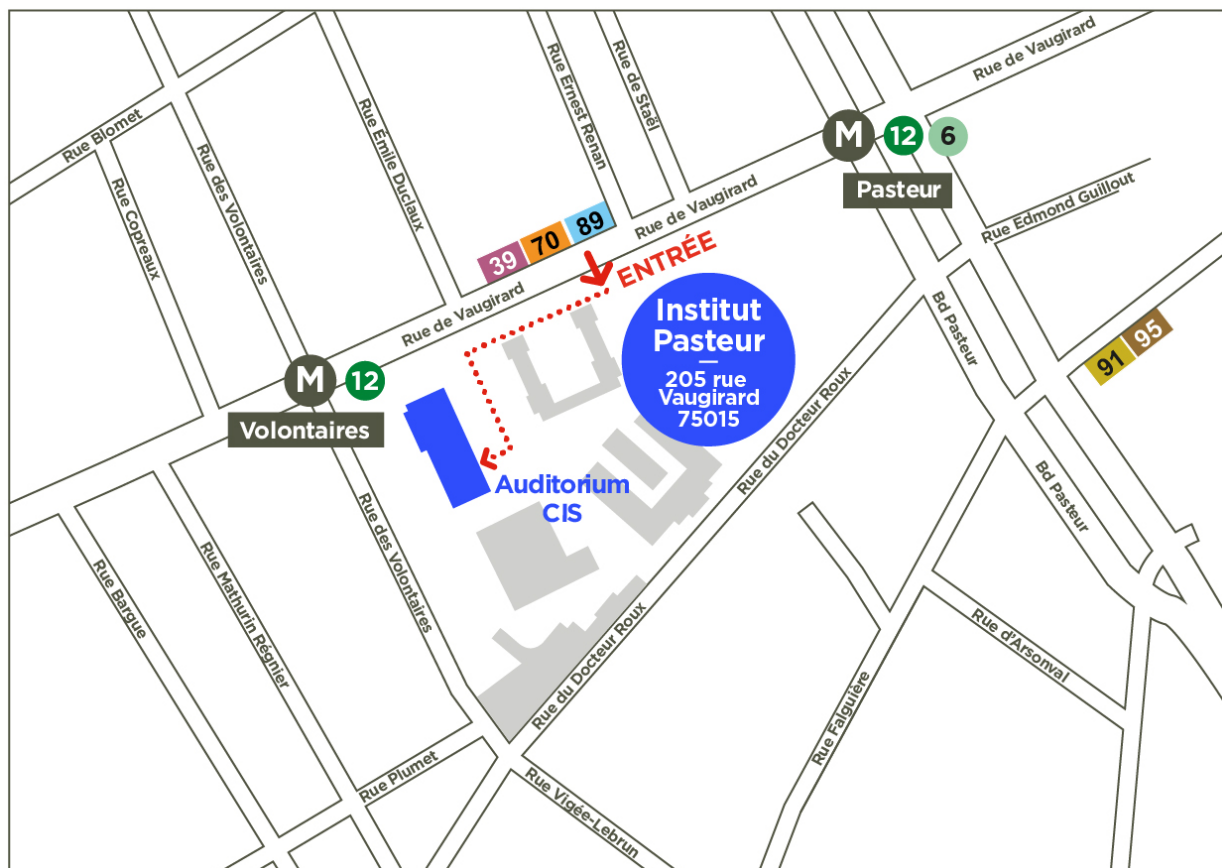 Rue de Vaugirard
Rue Blomet
Rue Copreaux
Rue des Volontaires
Rue Émile Duclaux
Rue Ernest Renan
Rue de Staël
M 12 6
Pasteur
Rue Edmond Guillout
Rue de Vaugirard
39 70 89
ENTRÉE
Rue de Vaugirard
Institut
Pasteur
205 rue
Vaugirard
75015
Bd Pasteur
91 95
M 12
Volontaires
Auditorium
CIS
Rue du Docteur Roux
Bd Pasteur
Rue des Volontaires
Rue Mathurin Régnier
Rue Bargue
Rue du Docteur Roux
Rue d'Arsonval
Rue Falguière
Rue Plumet
Rue Vigée-Lebrun